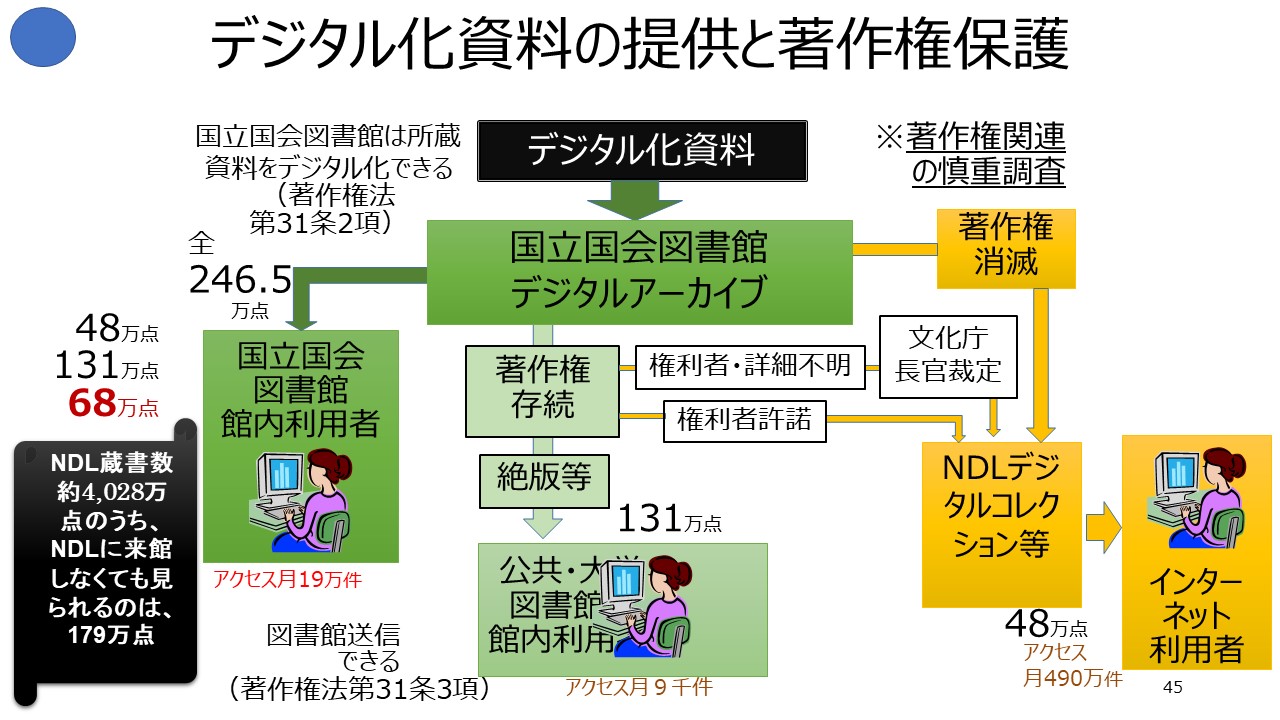 デジタル化資料の提供と著作権保護
国立国会図書館は所蔵
資料をデジタル化できる
（著作権法
第31条2項）
デジタル化資料
※著作権関連
の慎重調査
全
246.5
万点
国立国会図書館
デジタルアーカイブ
著作権
消滅
48万点
131万点
68万点
国立国会
図書館
館内利用者
アクセス月19万件
著作権
存続
権利者・詳細不明
文化庁
長官裁定
権利者許諾
絶版等
131万点
公共・大学
図書館
館内利用
アクセス月９千件
図書館送信
できる
（著作権法第31条3項）
NDL蔵書数
約4,028万
点のうち、
NDLに来館
しなくても見
られるのは、
179万点
NDLデジ
タルコレク
ション等
48万点
アクセス
月490万件
インター
ネット
利用者
45